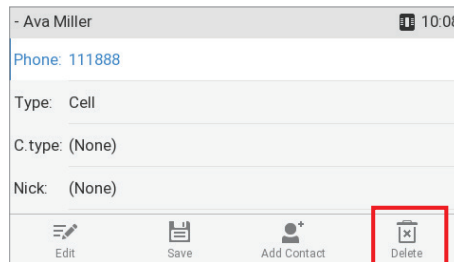 - Ava Miller 10:08
Phone: 111888
Type: Cell
C.type: (None)
Nick: (None)
Edit Save Add Contact Delete